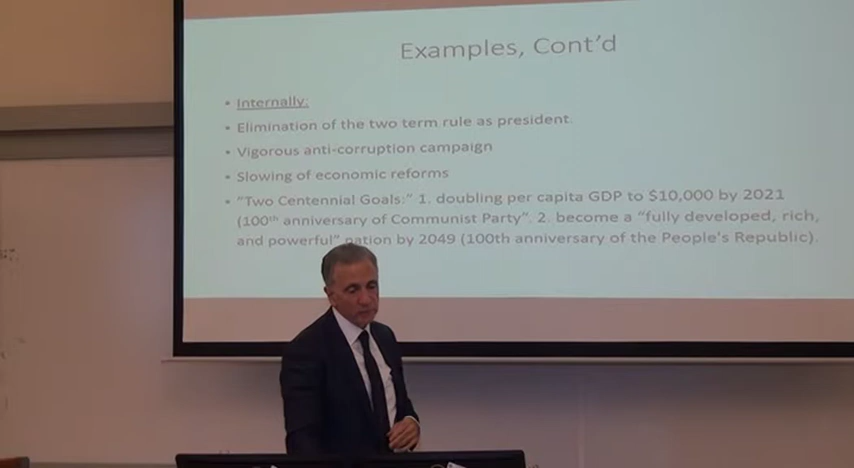 Examples, Cont'd
• Internally:
• Elimination of the two term rule as president.
• Vigorous anti-corruption campaign
• Slowing of economic reforms
• "Two Centennial Goals:" 1. doubling per capita GDP to $10,000 by 2021
(100th anniversary of Communist Party". 2. become a "fully developed, rich,
and powerful" nation by 2049 (100th anniversary of the People's Republic).